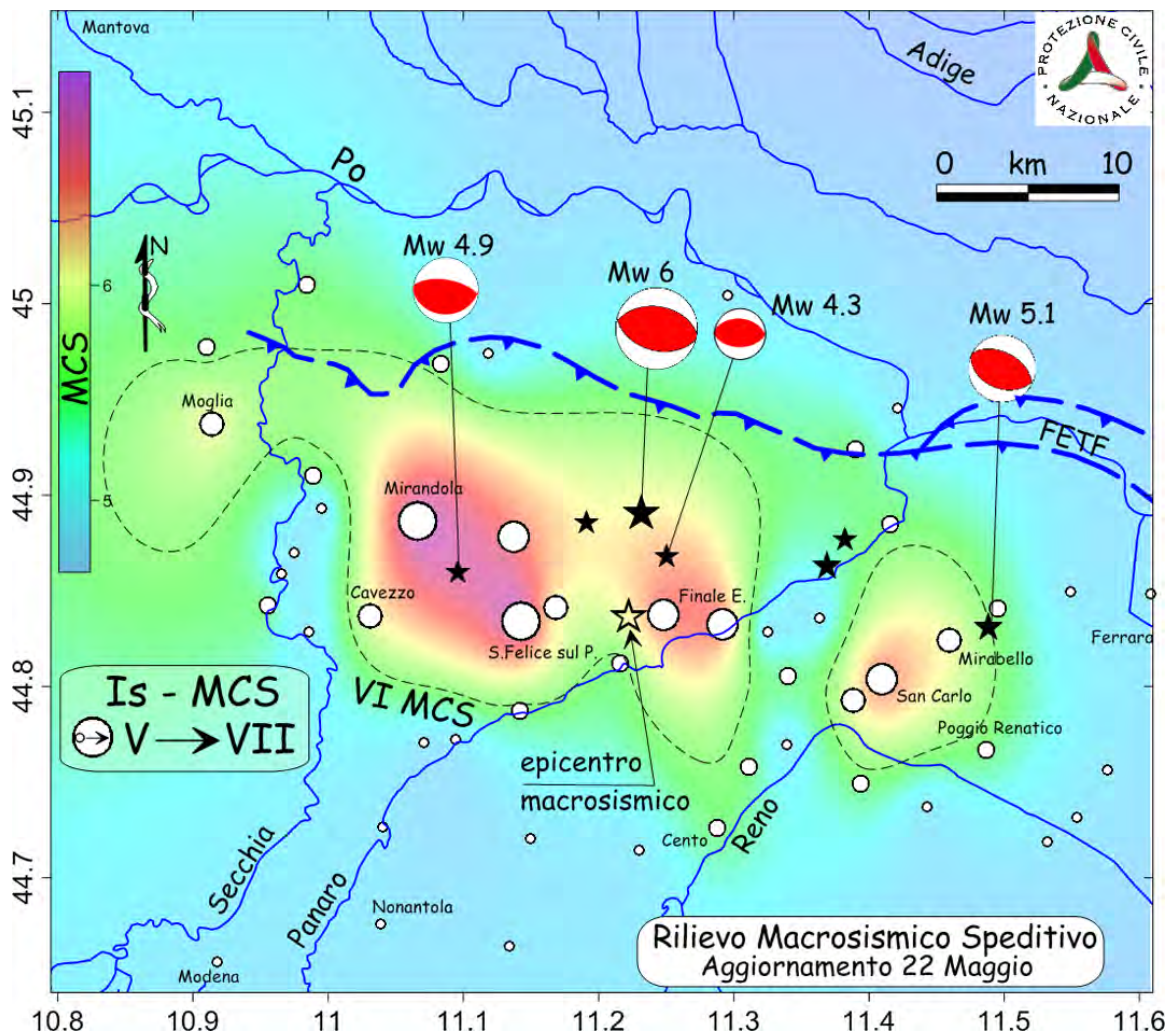 Mantova
Adige
PROTEZIONE CIVILE
NAZIONALE
45.1
45
44.9
44.8
44.7
MCS
6
5
N
Po
0 km 10
Mw 4.9
Mw 6
Mw 4.3
Mw 5.1
FETF
Moglia
Mirandola
Cavezzo
S.Felice sul P.
Finale E.
Ferrara
Mirabello
San Carlo
Poggio Renatico
VI MCS
Is - MCS
V VII
epicentro
macrosismico
Cento
Reno
Secchia
Panaro
Nonantola
Modena
Rilievo Macrosismico Speditivo
Aggiornamento 22 Maggio
10.8 10.9 11 11.1 11.2 11.3 11.4 11.5 11.6